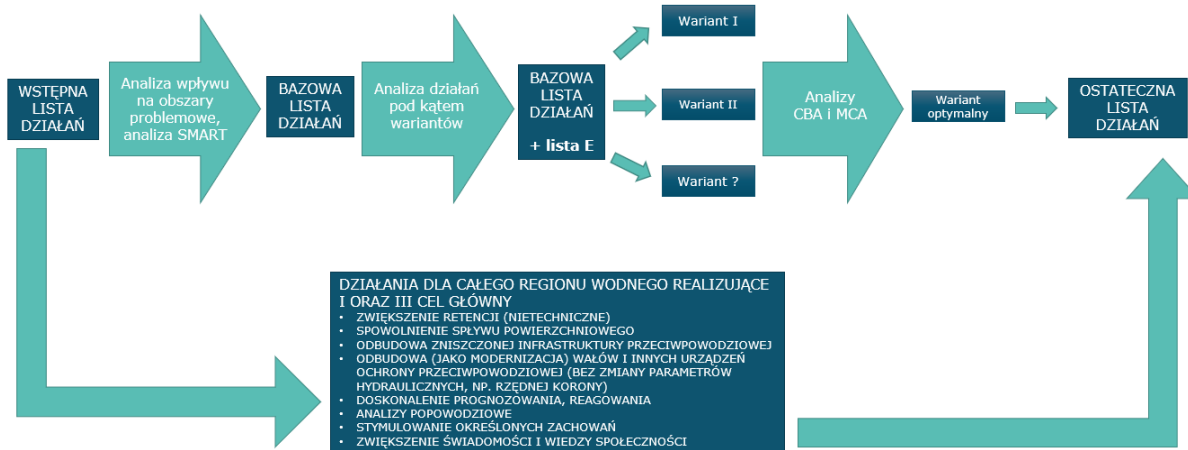 WSTĘPNA
LISTA
DZIAŁAŃ
Analiza wpływu
na obszary
problemowe,
analiza SMART
BAZOWA
LISTA
DZIAŁAŃ
Analiza działań
pod kątem
wariantów
BAZOWA
LISTA
DZIAŁAŃ
+ lista E
Wariant I
Wariant II
Wariant ?
Analizy
CBA i MCA
Wariant
optymalny
OSTATECZNA
LISTA
DZIAŁAŃ
DZIAŁANIA DLA CAŁEGO REGIONU WODNEGO REALIZUJĄCE
I ORAZ III CEL GŁÓWNY
• ZWIĘKSZENIE RETENCJI (NIETECHNICZNE)
• SPOWOLNIENIE SPŁYWU POWIERZCHNIOWEGO
• ODBUDOWA ZNISZCZONEJ INFRASTRUKTURY PRZECIWPOWODZIOWEJ
• ODBUDOWA (JAKO MODERNIZACJA) WAŁÓW I INNYCH URZĄDZEŃ
OCHRONY PRZECIWPOWODZIOWEJ (BEZ ZMIANY PARAMETRÓW
HYDRAULICZNYCH, NP. RZĘDNEJ KORONY)
• DOSKONALENIE PROGNOZOWANIA, REAGOWANIA
• ANALIZY POPOWODZIOWE
• STYMULOWANIE OKREŚLONYCH ZACHOWAŃ
• ZWIĘKSZENIE ŚWIADOMOŚCI I WIEDZY SPOŁECZNOŚCI